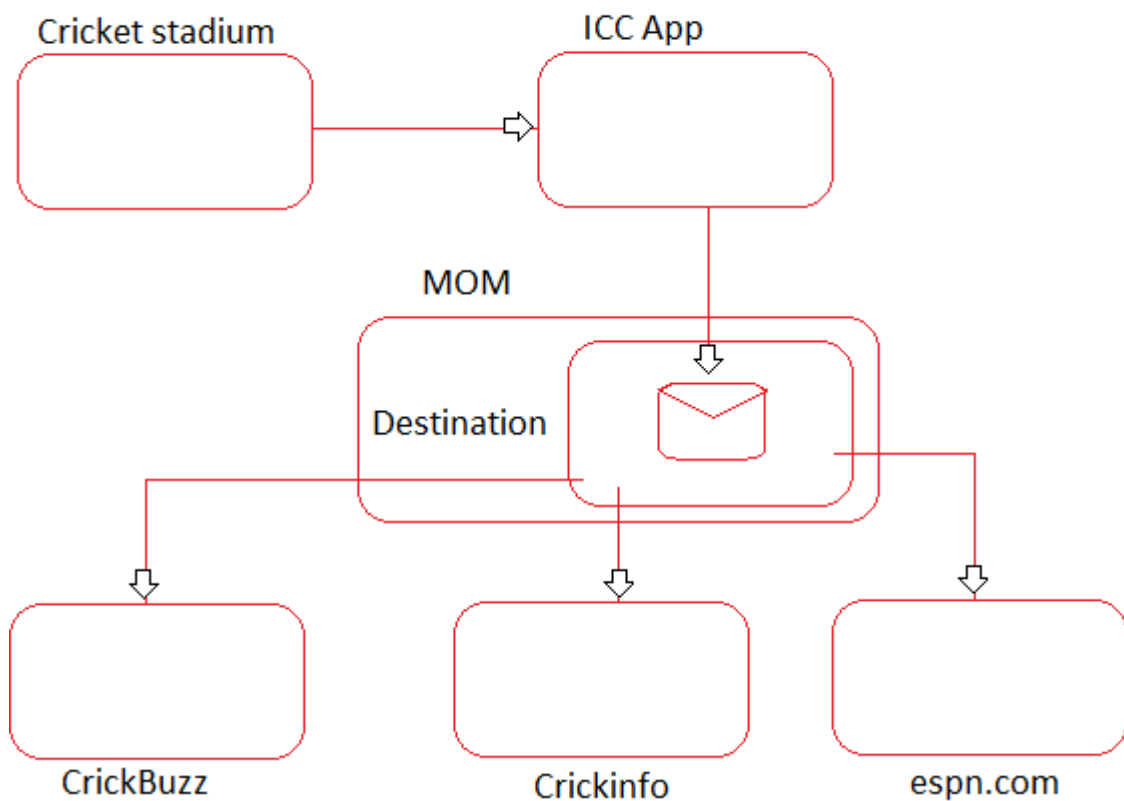 Cricket stadium
ICC App
MOM
Destination
CrickBuzz
Crickinfo
espn.com